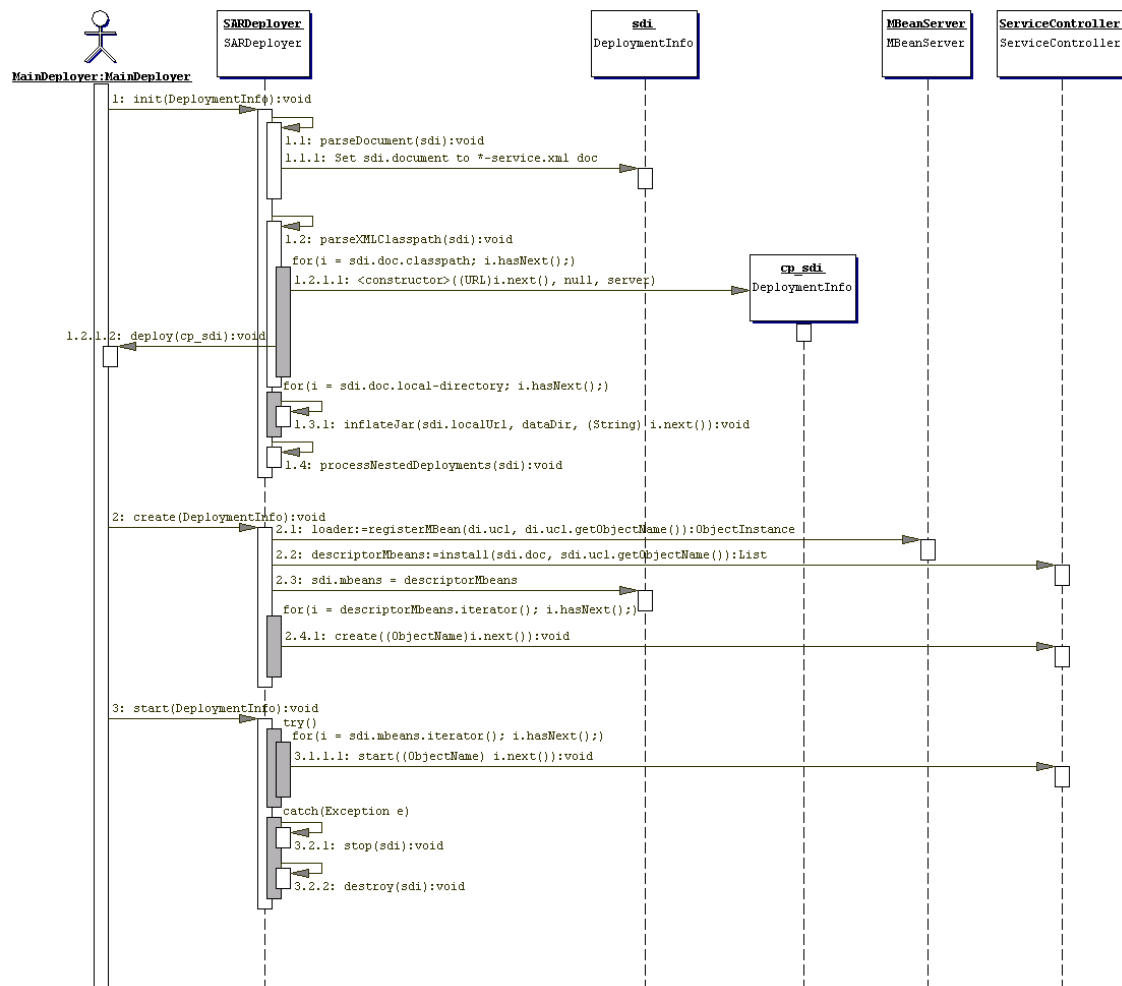 SARDeployer
SARDeployer
sdi
DeploymentInfo
MBeanServer
MBeanServer
ServiceController
ServiceController
MainDeployer:MainDeployer
1: init(DeploymentInfo):void
1.1: parseDocument(sdi):void
1.1.1: Set sdi.document to *-service.xml doc
1.2: parseXMLClasspath(sdi):void
for(i = sdi.doc.classpath; i.hasNext();)
cp_sdi
DeploymentInfo
1.2.1.1: <constructor>((URL)i.next(), null, server)
1.2.1.2: deploy(cp_sdi):void
for(i = sdi.doc.local-directory; i.hasNext();)
1.3.1: inflateJar(sdi.localUrl, dataDir, (String) i.next()):void
1.4: processNestedDeployments(sdi):void
2: create(DeploymentInfo):void
2.1: loader:=registerMBean(di.ucl, di.ucl.getObjectName()):ObjectInstance
2.2: descriptorMbeans:=install(sdi.doc, sdi.ucl.getObjectName()):List
2.3: sdi.mbeans = descriptorMbeans
for(i = descriptorMbeans.iterator(); i.hasNext();)
2.4.1: create((ObjectName)i.next()):void
3: start(DeploymentInfo):void
try()
for(i = sdi.mbeans.iterator(); i.hasNext();)
3.1.1.1: start((ObjectName) i.next()):void
catch(Exception e)
3.2.1: stop(sdi):void
3.2.2: destroy(sdi):void